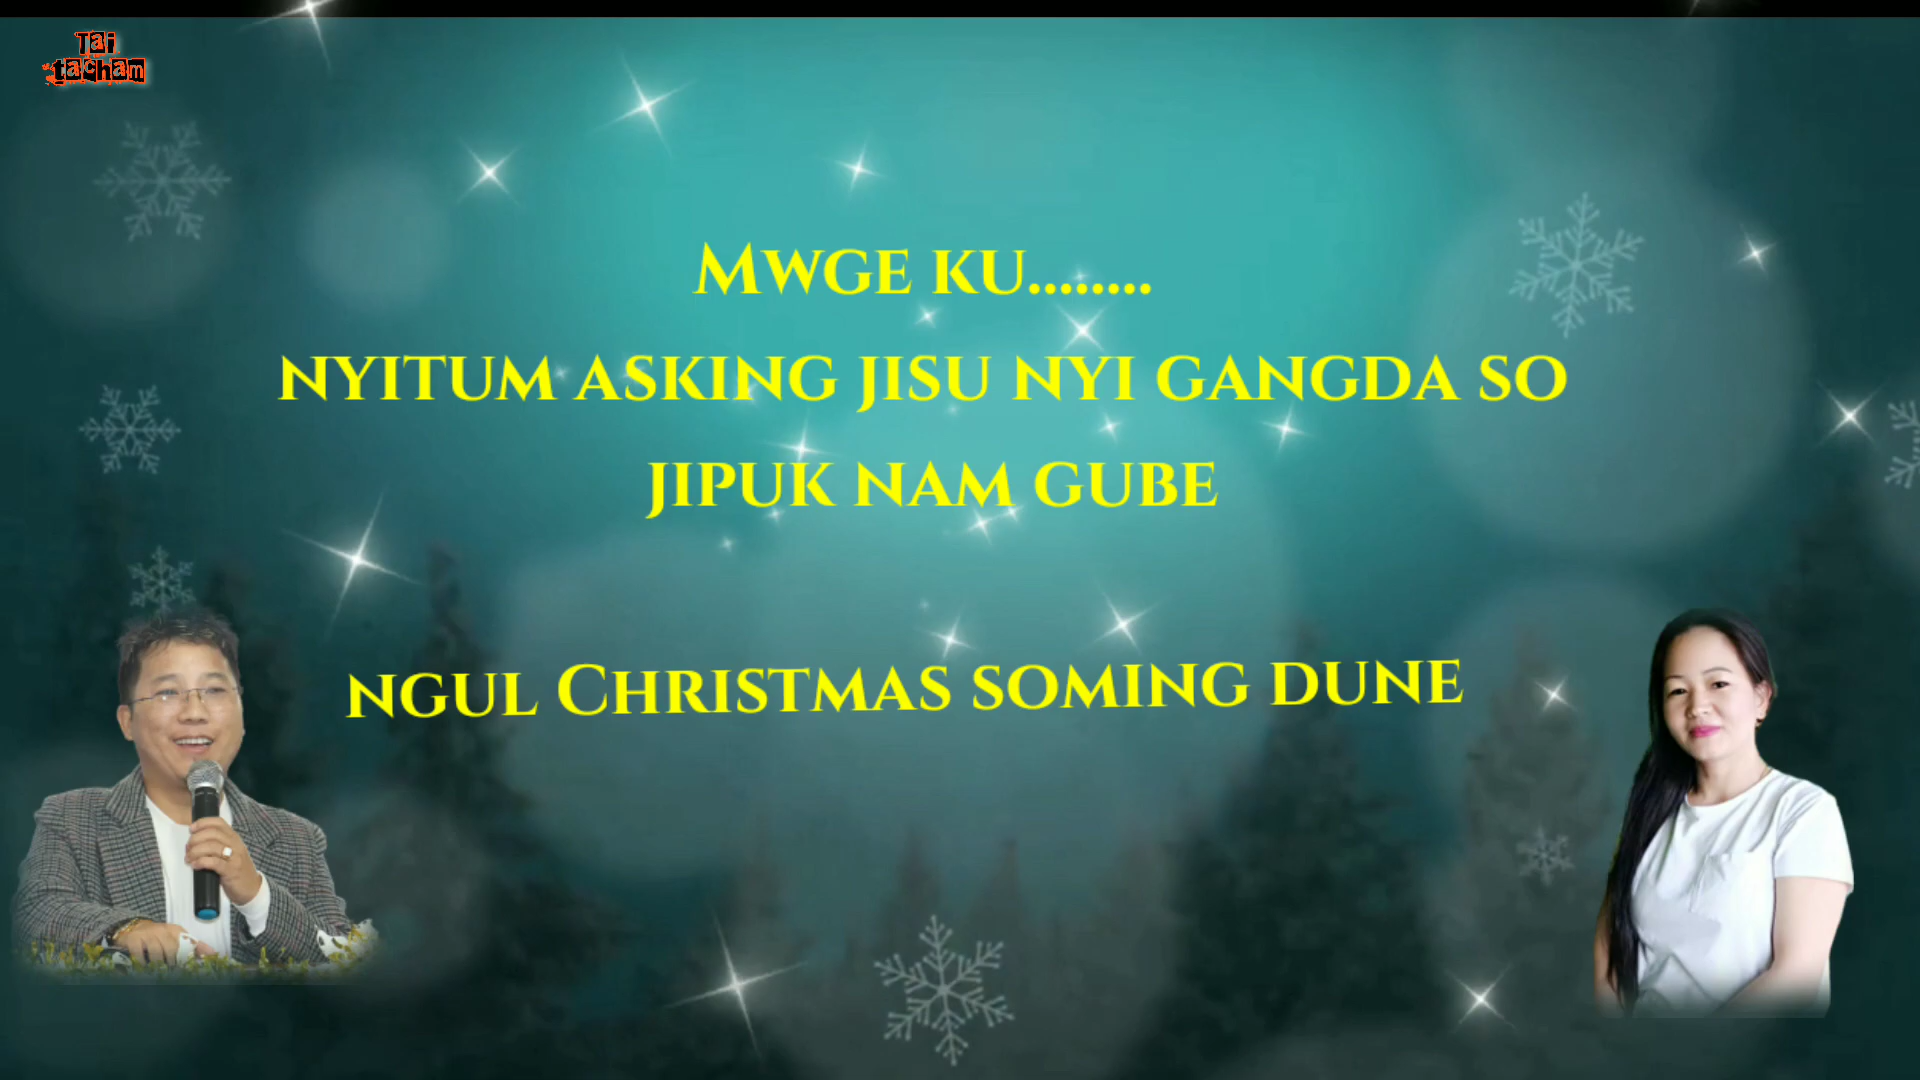 Tai
tacham
Mwge ku........
nyitum asking jisu nyi gangda so
jipuk nam gube
ngul Christmas soming dune